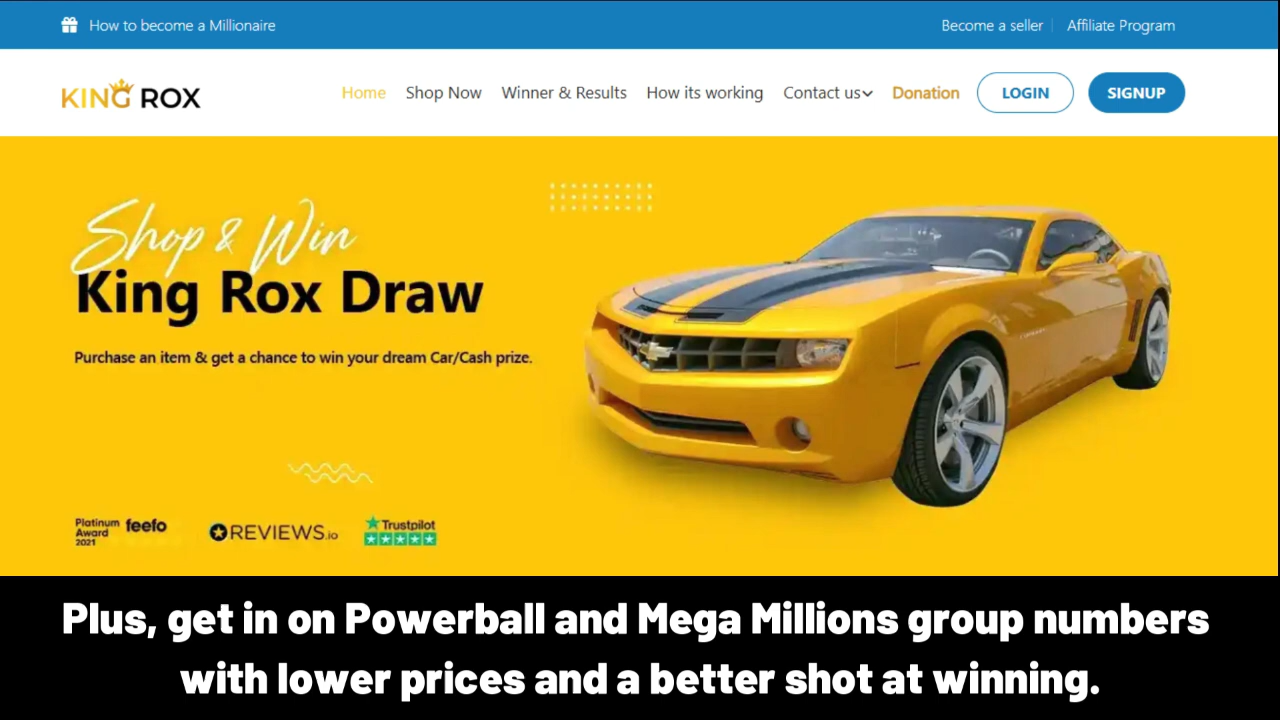 How to become a Millionaire
Become a seller
Affiliate Program
KING ROX
Home
Shop Now
Winner & Results
How its working
Contact us
Donation
LOGIN
SIGNUP
Shop & Win
King Rox Draw
Purchase an item & get a chance to win your dream Car/Cash prize.
Platinum
Award
2021
feefo
REVIEWS.io
Trustpilot
Plus, get in on Powerball and Mega Millions group numbers
with lower prices and a better shot at winning.